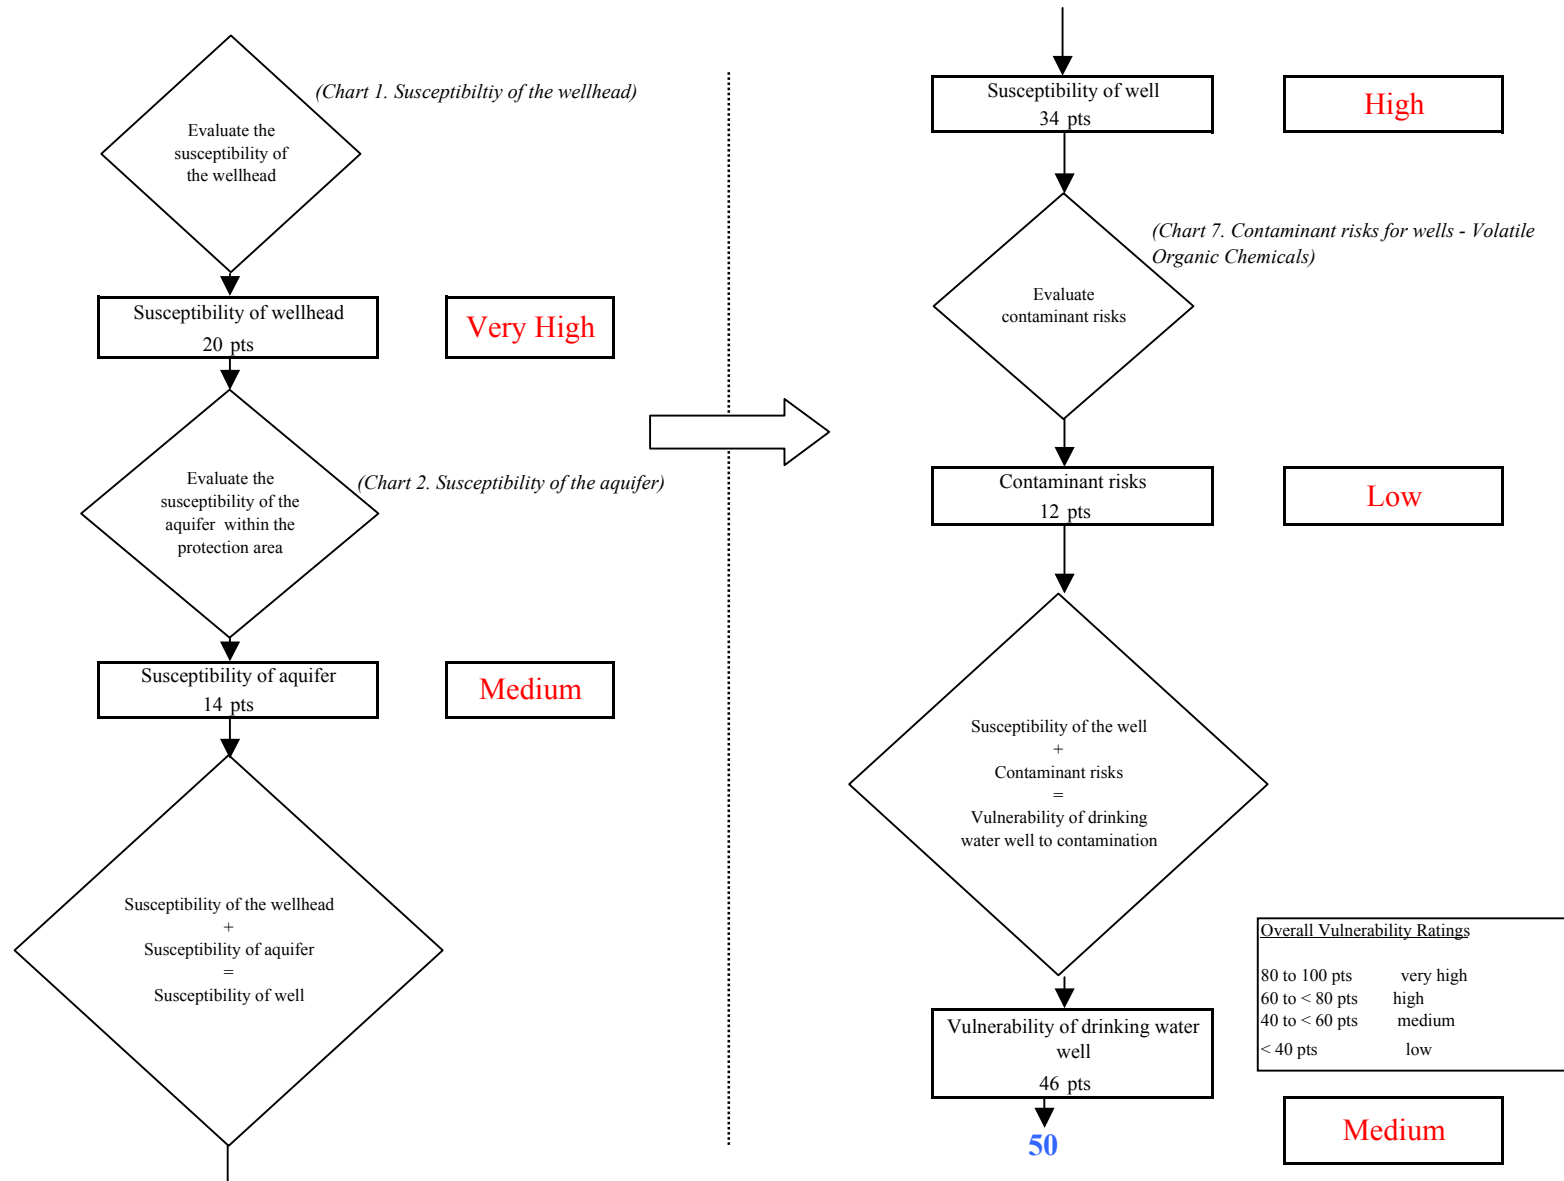 (Chart 1. Susceptibiltiy of the wellhead)
Evaluate the
susceptibility of
the wellhead
Susceptibility of wellhead
20 pts
Very High
(Chart 2. Susceptibility of the aquifer)
Evaluate the
susceptibility of the
aquifer within the
protection area
Susceptibility of aquifer
14 pts
Medium
Susceptibility of the wellhead
+
Susceptibility of aquifer
=
Susceptibility of well
Susceptibility of well
34 pts
High
(Chart 7. Contaminant risks for wells - Volatile
Organic Chemicals)
Evaluate
contaminant risks
Contaminant risks
12 pts
Low
Susceptibility of the well
+
Contaminant risks
=
Vulnerability of drinking
water well to contamination
Overall Vulnerability Ratings
80 to 100 pts very high
60 to < 80 pts high
40 to < 60 pts medium
< 40 pts low
Vulnerability of drinking water
well
46 pts
50
Medium